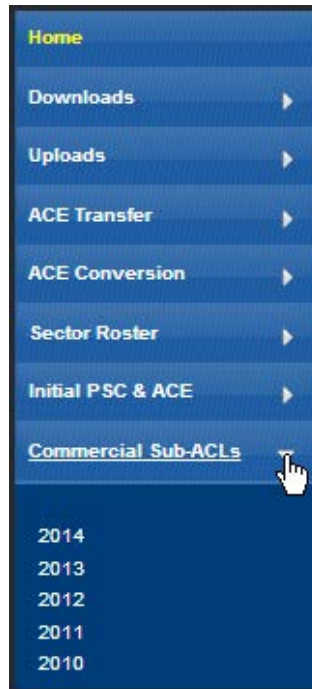 Home
Downloads
Uploads
ACE Transfer
ACE Conversion
Sector Roster
Initial PSC & ACE
Commercial Sub-ACLs
2014
2013
2012
2011
2010